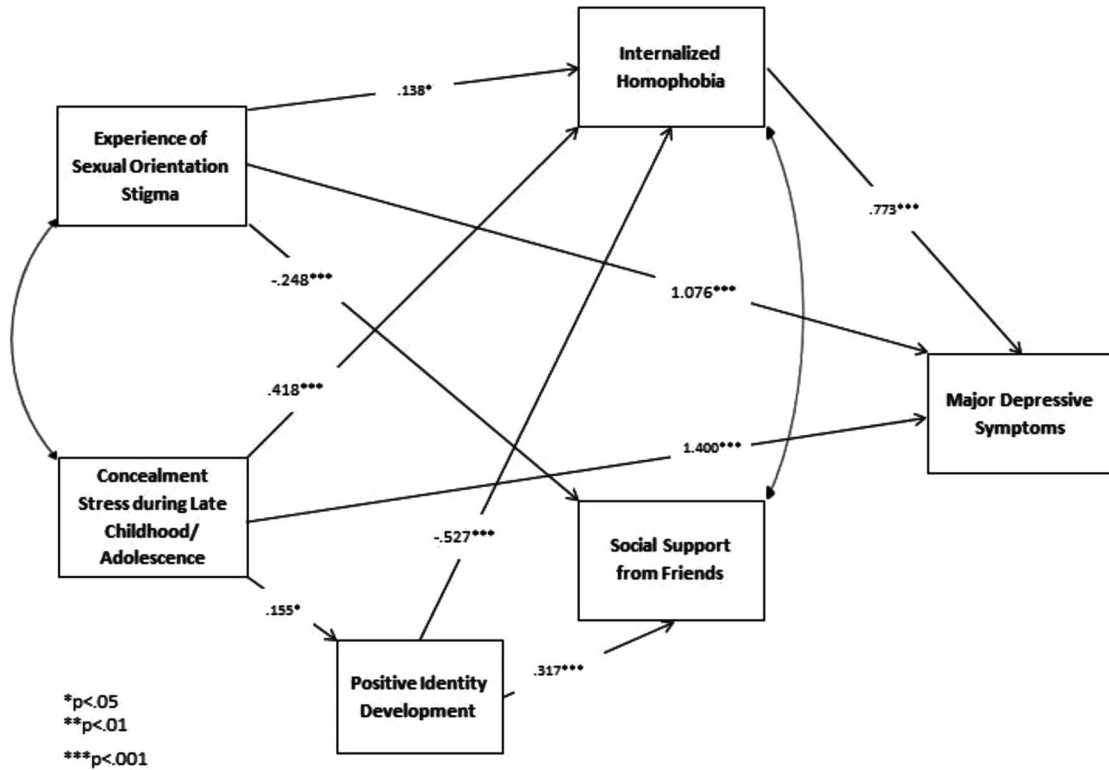 Internalized
Homophobia
.138*
Experience of
Sexual Orientation
Stigma
.773***
-.248***
1.076***
.418***
Major Depressive
Symptoms
1.400***
Concealment
Stress during Late
Childhood/
Adolescence
-.527***
Social Support
from Friends
.155*
.317***
Positive Identity
Development
*p<.05
**p<.01
***p<.001